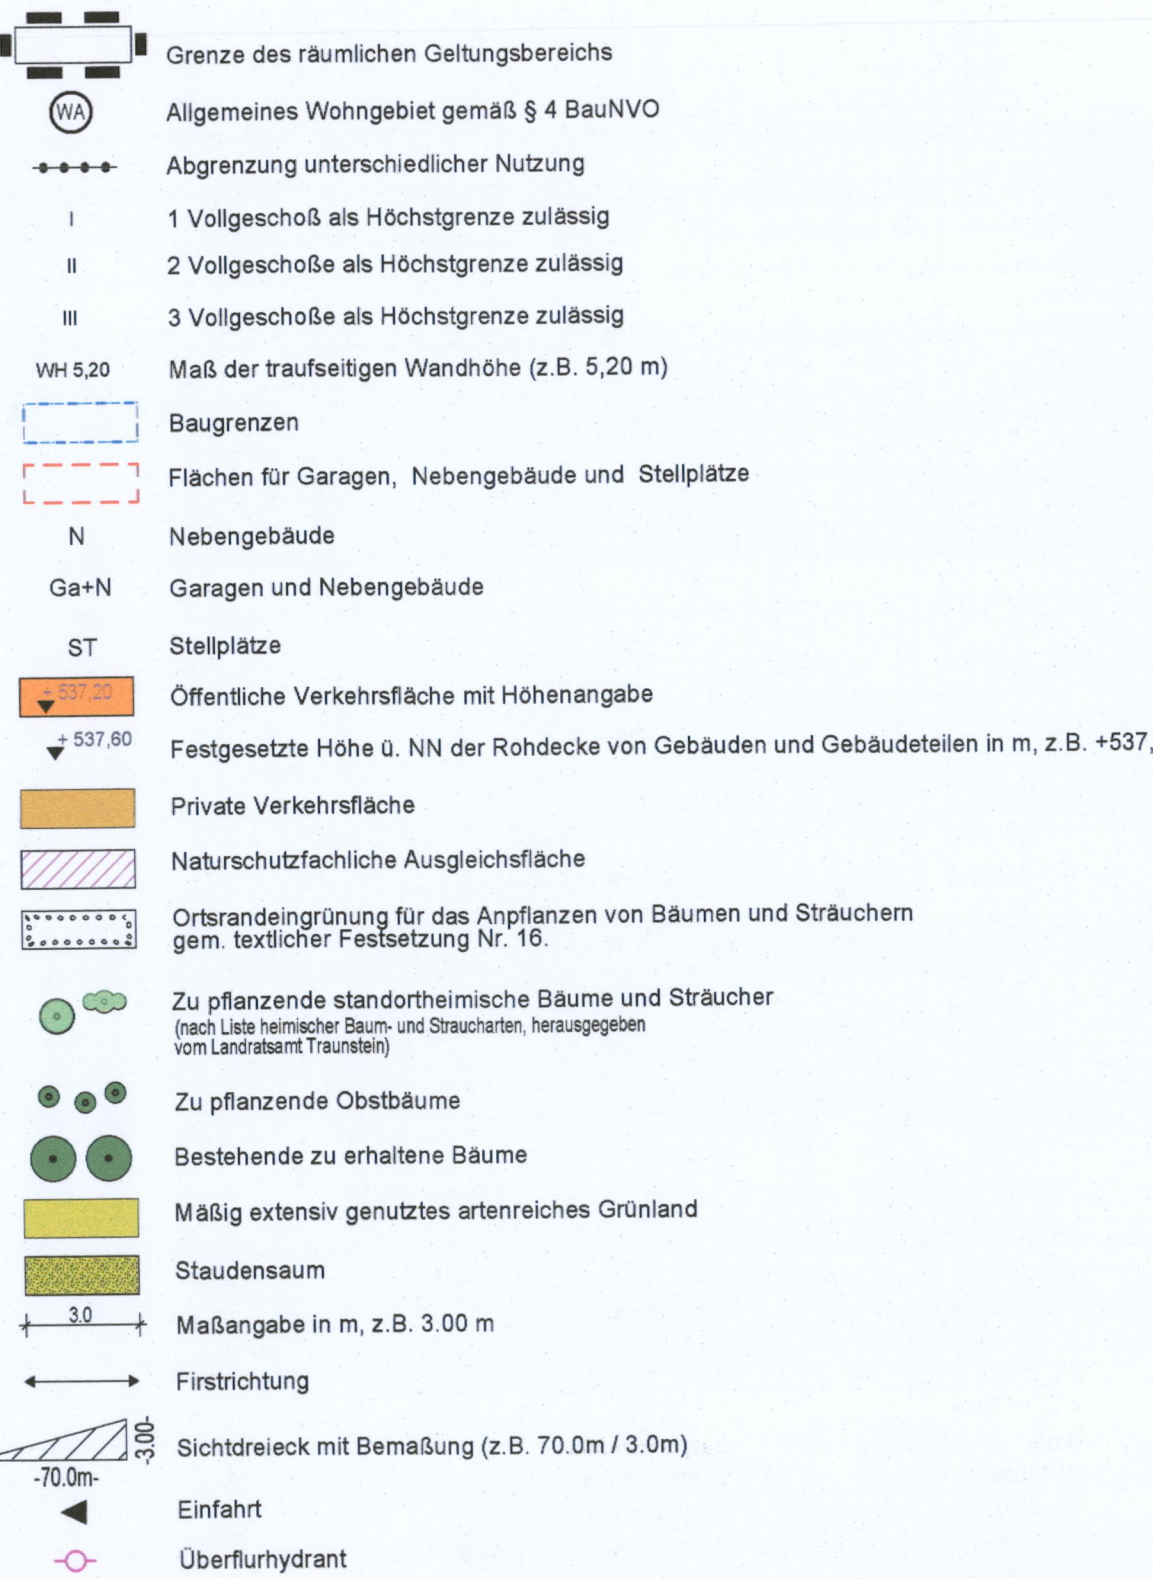 Grenze des räumlichen Geltungsbereichs
WA Allgemeines Wohngebiet gemäß § 4 BauNVO
Abgrenzung unterschiedlicher Nutzung
I 1 Vollgeschoß als Höchstgrenze zulässig
II 2 Vollgeschoße als Höchstgrenze zulässig
III 3 Vollgeschoße als Höchstgrenze zulässig
WH 5,20 Maß der traufseitigen Wandhöhe (z.B. 5,20 m)
Baugrenzen
Flächen für Garagen, Nebengebäude und Stellplätze
N Nebengebäude
Ga+N Garagen und Nebengebäude
ST Stellplätze
+ 537,20 Öffentliche Verkehrsfläche mit Höhenangabe
+ 537,60 Festgesetzte Höhe ü. NN der Rohdecke von Gebäuden und Gebäudeteilen in m, z.B. +537,
Private Verkehrsfläche
Naturschutzfachliche Ausgleichsfläche
Ortsrandeingrünung für das Anpflanzen von Bäumen und Sträuchern
gem. textlicher Festsetzung Nr. 16.
Zu pflanzende standortheimische Bäume und Sträucher
(nach Liste heimischer Baum- und Straucharten, herausgegeben
vom Landratsamt Traunstein)
Zu pflanzende Obstbäume
Bestehende zu erhaltene Bäume
Mäßig extensiv genutztes artenreiches Grünland
Staudensaum
3.0 Maßangabe in m, z.B. 3.00 m
Firstrichtung
-3.00- Sichtdreieck mit Bemaßung (z.B. 70.0m / 3.0m)
-70.0m-
Einfahrt
Überflurhydrant